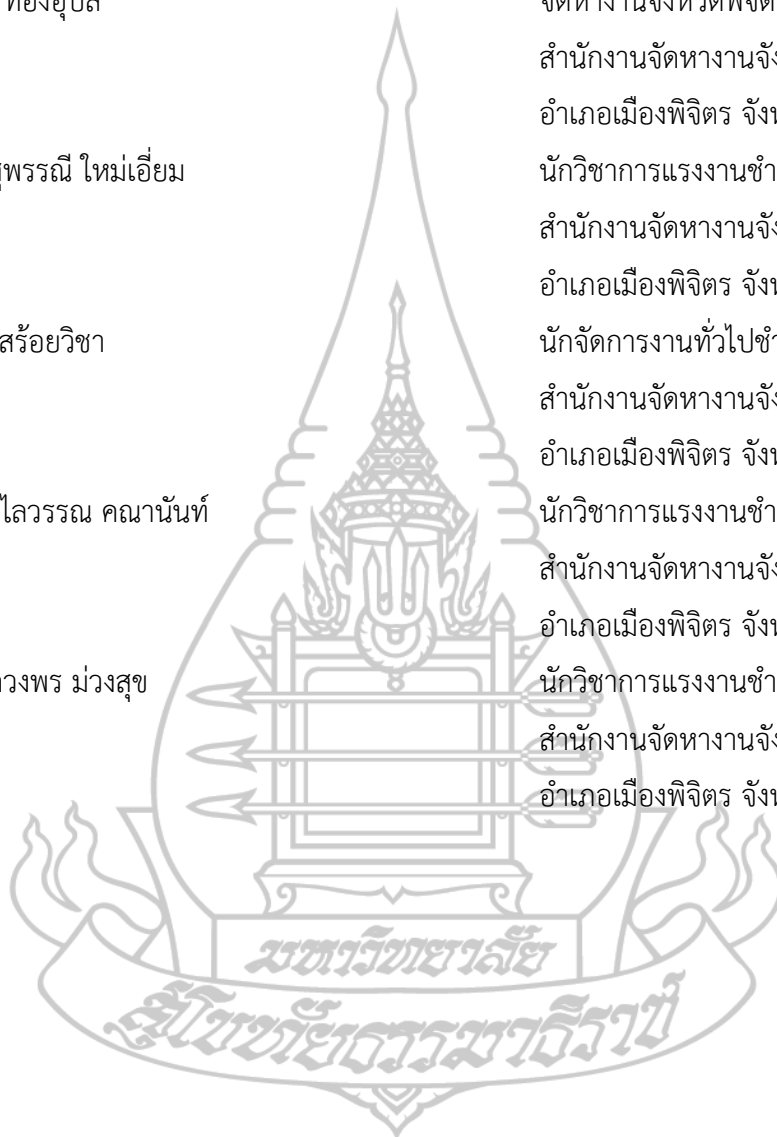 ทองอุบล จัดหางานจังหวัดพิจิตร
สำนักงานจัดหางานจัง
อำเภอเมืองพิจิตร จัง
สุพรรณี ใหม่เอี่ยม นักวิชาการแรงงานชำ
สำนักงานจัดหางานจัง
อำเภอเมืองพิจิตร จัง
สร้อยวิชา นักจัดการงานทั่วไปชำ
สำนักงานจัดหางานจัง
อำเภอเมืองพิจิตร จัง
ไลวรรณ คณานันท์ นักวิชาการแรงงานชำ
สำนักงานจัดหางานจัง
อำเภอเมืองพิจิตร จัง
วงพร ม่วงสุข นักวิชาการแรงงานชำ
สำนักงานจัดหางานจัง
อำเภอเมืองพิจิตร จัง
มหาวิทยาลัย
สุโขทัยธรรมาธิราช